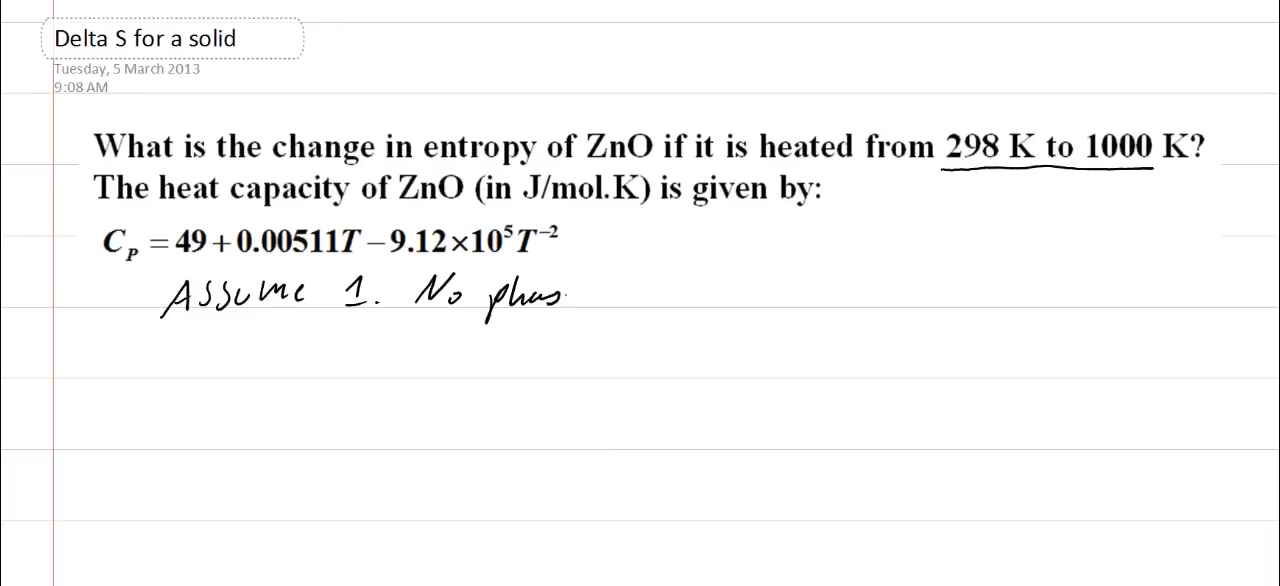 Delta S for a solid
Tuesday, 5 March 2013
9:08 AM
What is the change in entropy of ZnO if it is heated from 298 K to 1000 K?
The heat capacity of ZnO (in J/mol.K) is given by:
C_P = 49 + 0.00511T − 9.12×10⁵T⁻²
Assume 1. No phas